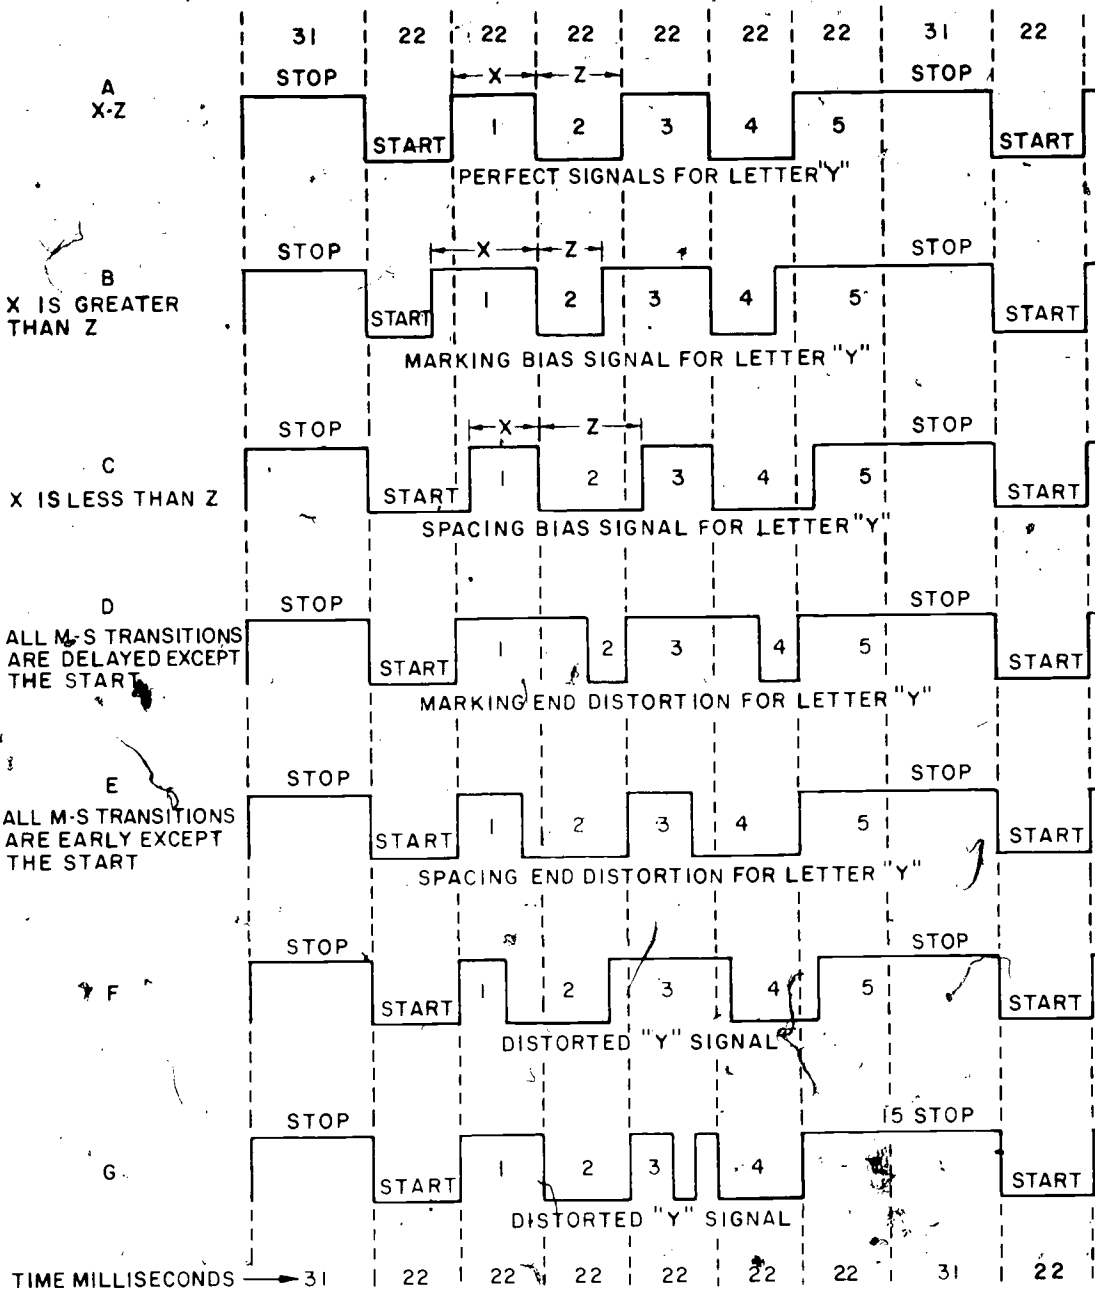 31 22 22 22 22 22 22 31 22
STOP X Z STOP
A
X-Z
START 1 2 3 4 5 START
PERFECT SIGNALS FOR LETTER "Y"
STOP X Z STOP
B
X IS GREATER
THAN Z
START 1 2 3 4 5 START
MARKING BIAS SIGNAL FOR LETTER "Y"
STOP X Z STOP
C
X IS LESS THAN Z
START 1 2 3 4 5 START
SPACING BIAS SIGNAL FOR LETTER "Y"
STOP STOP
D
ALL M-S TRANSITIONS
ARE DELAYED EXCEPT
THE START
START 1 2 3 4 5 START
MARKING END DISTORTION FOR LETTER "Y"
STOP STOP
E
ALL M-S TRANSITIONS
ARE EARLY EXCEPT
THE START
START 1 2 3 4 5 START
SPACING END DISTORTION FOR LETTER "Y"
STOP STOP
F
START 1 2 3 4 5 START
DISTORTED "Y" SIGNAL
STOP 5 STOP
G
START 1 2 3 4 START
DISTORTED "Y" SIGNAL
TIME MILLISECONDS 31 22 22 22 22 22 22 31 22